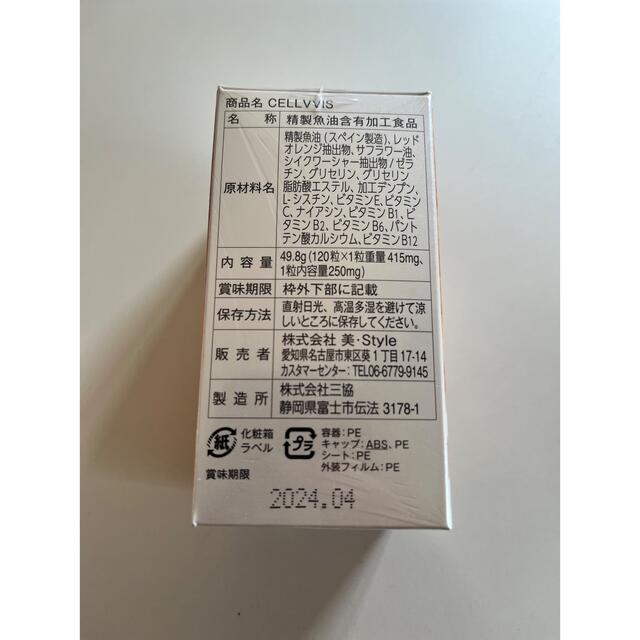 商品名 CELLVVIS
名 称 精製魚油含有加工食品
原材料名
精製魚油(スペイン製造)、レッド
オレンジ抽出物、サフラワー油、
シイクワーシャー抽出物/ゼラ
チン、グリセリン、グリセリン
脂肪酸エステル、加工デンプン、
L-シスチン、ビタミンE、ビタミン
C、ナイアシン、ビタミンB1、ビ
タミンB2、ビタミンB6、パント
テン酸カルシウム、ビタミンB12
内容量
49.8g(120粒×1粒重量 415mg、
1粒内容量250mg)
賞味期限 枠外下部に記載
保存方法
直射日光、高温多湿を避けて涼
しいところに保存してください。
販売者
株式会社 美・Style
愛知県名古屋市東区葵1丁目17-14
カスタマーセンター:TEL06-6779-9145
製造所
株式会社三協
静岡県富士市伝法 3178-1
紙
化粧箱
ラベル
プラ
容器:PE
キャップ:ABS、PE
シート:PE
外装フィルム:PE
賞味期限
2024.04